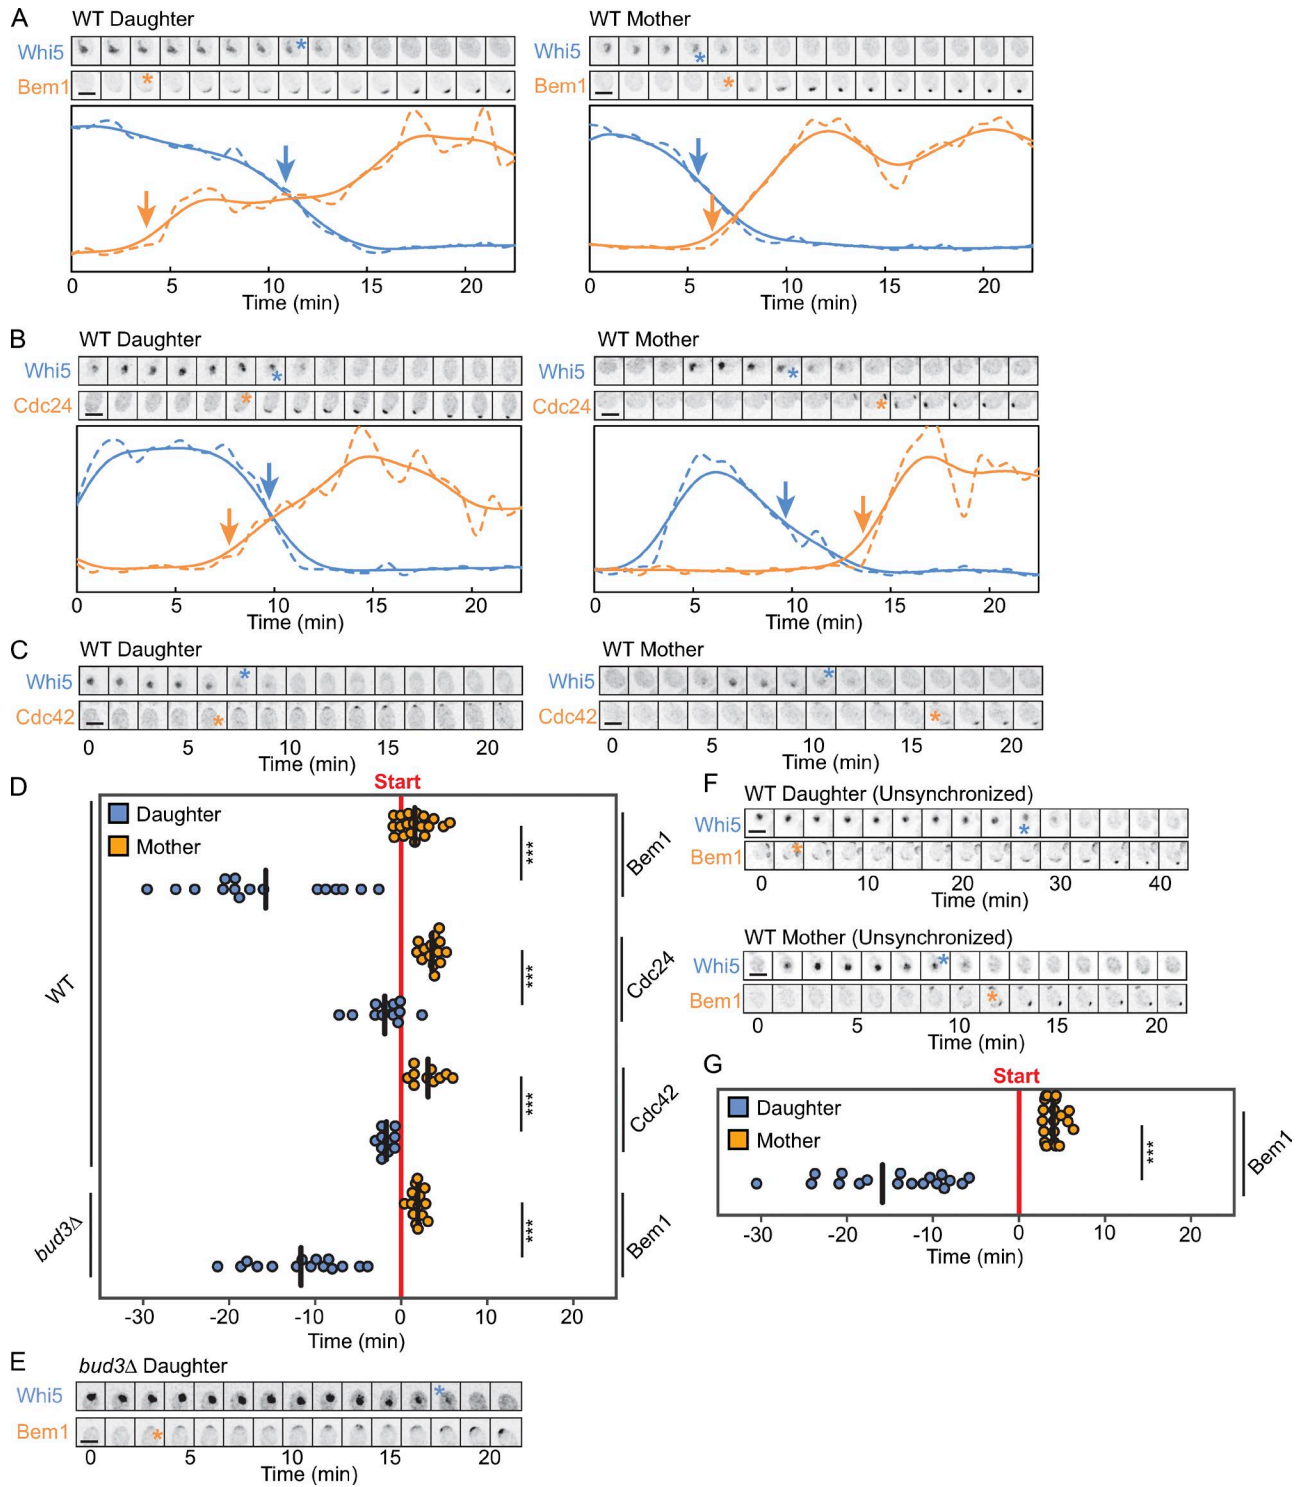 A
WT Daughter
Whi5
*
Bem1
*
0 5 10 15 20
Time (min)
WT Mother
Whi5
*
Bem1
*
0 5 10 15 20
Time (min)
B
WT Daughter
Whi5
*
Cdc24
*
0 5 10 15 20
Time (min)
WT Mother
Whi5
*
Cdc24
*
0 5 10 15 20
Time (min)
C
WT Daughter
Whi5
*
Cdc42
*
0 5 10 15 20
Time (min)
WT Mother
Whi5
*
Cdc42
*
0 5 10 15 20
Time (min)
D
Start
Daughter
Mother
***
Bem1
***
Cdc24
WT
***
Cdc42
***
Bem1
bud3Δ
-30 -20 -10 0 10 20
Time (min)
E
bud3Δ Daughter
Whi5
*
Bem1
*
0 5 10 15 20
Time (min)
F
WT Daughter (Unsynchronized)
Whi5
*
Bem1
*
0 10 20 30 40
Time (min)
WT Mother (Unsynchronized)
Whi5
*
Bem1
*
0 5 10 15 20
Time (min)
G
Start
Daughter
Mother
***
Bem1
-30 -20 -10 0 10 20
Time (min)